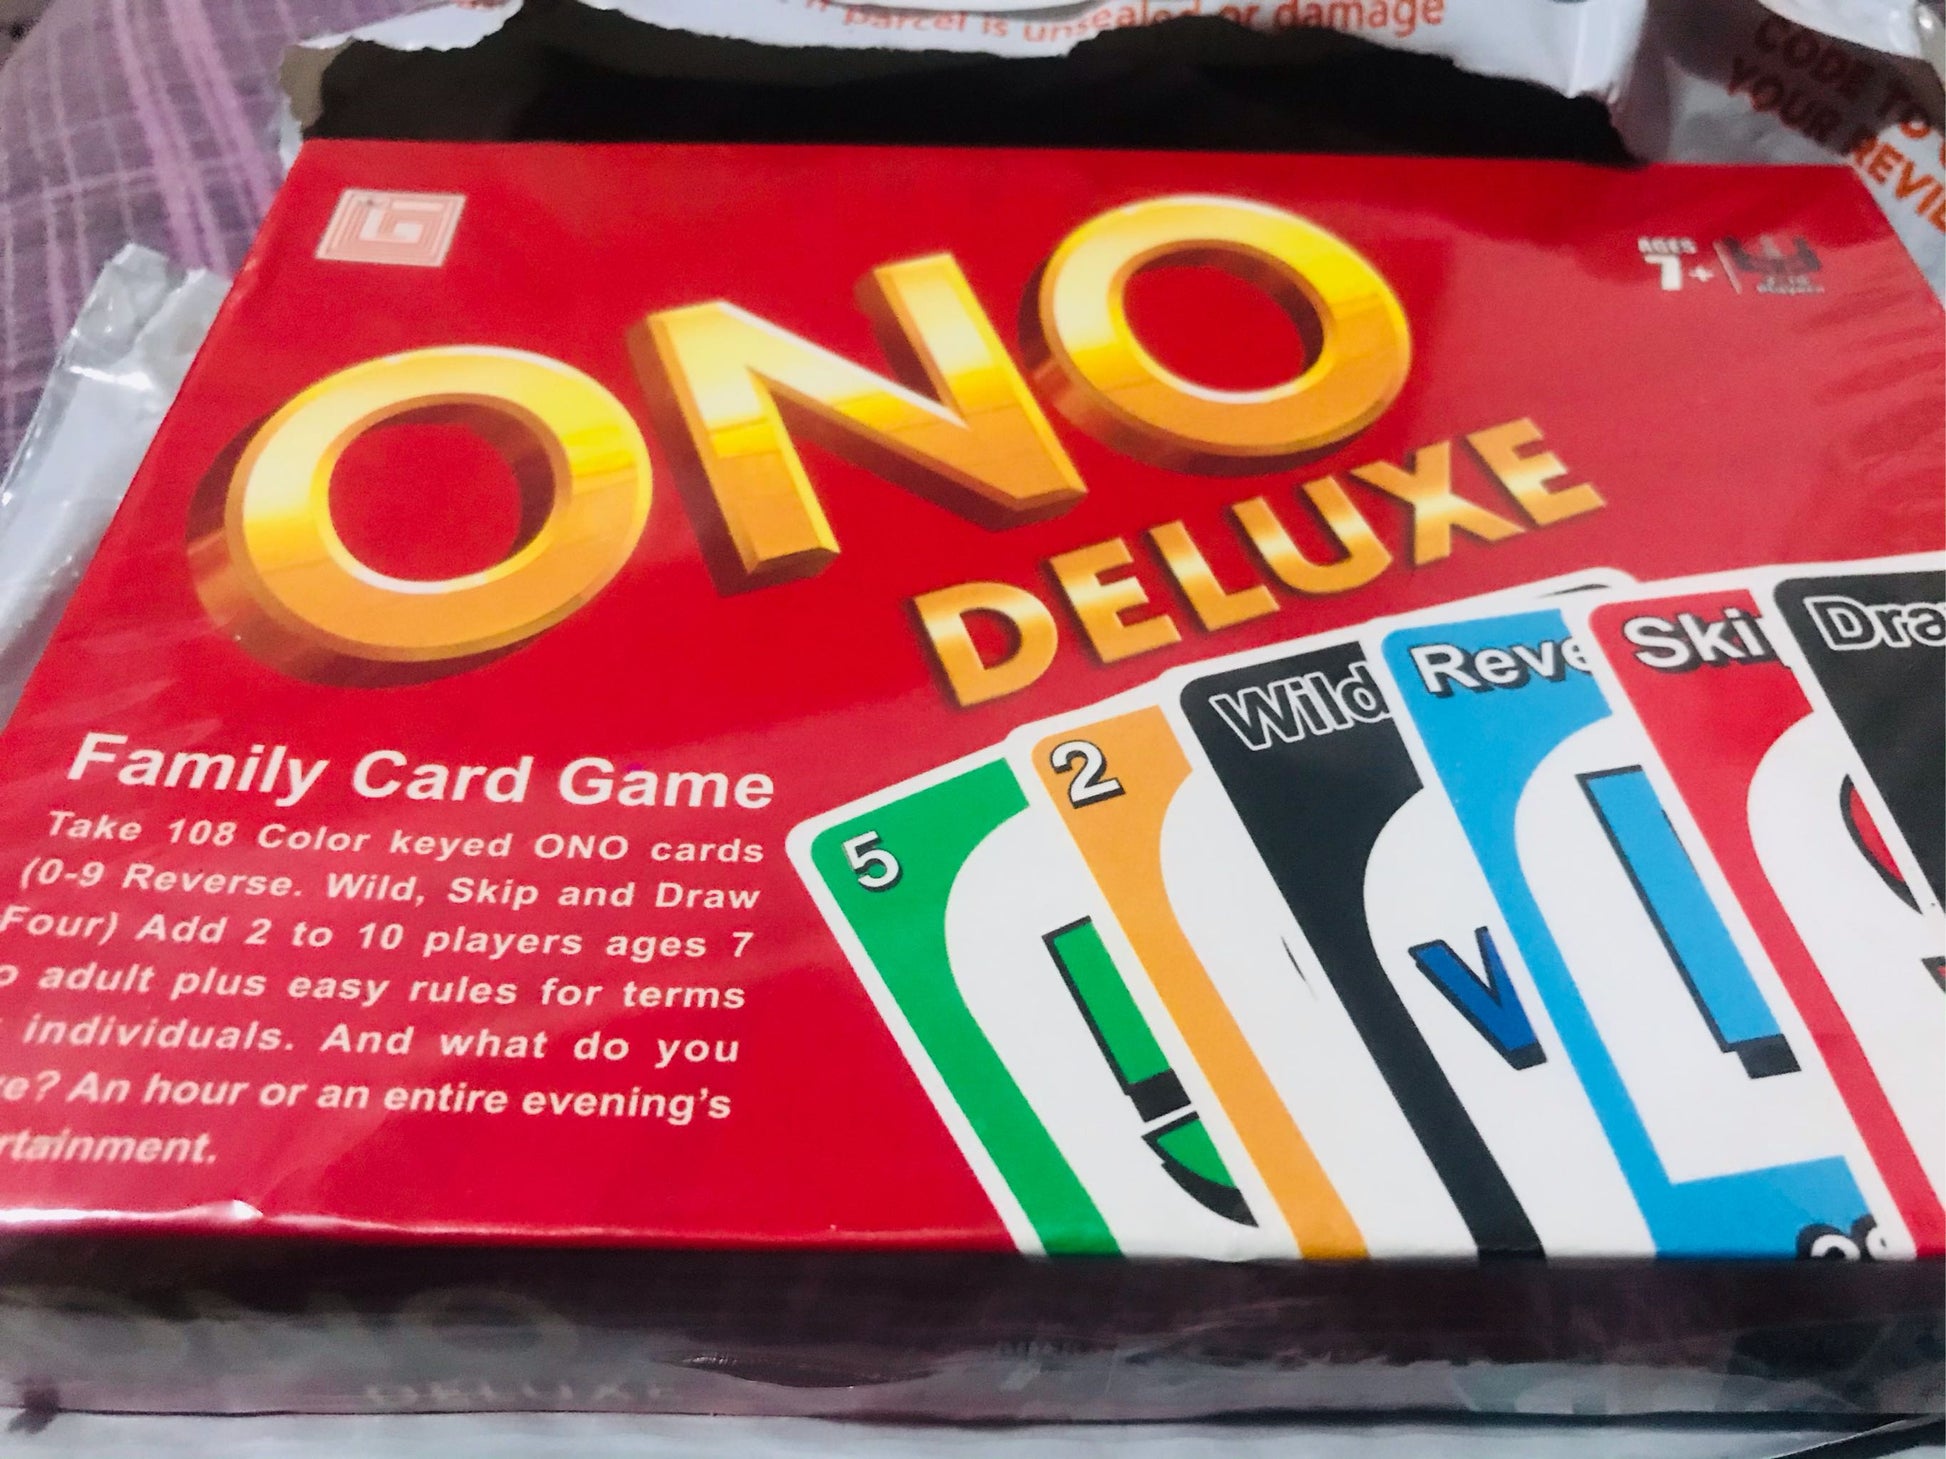 parcel is unsealed or damage
CODE TO
YOUR REVIE
AGES
7+
ONO
DELUXE
Family Card Game
Take 108 Color keyed ONO cards
(0-9 Reverse. Wild, Skip and Draw
Four) Add 2 to 10 players ages 7
o adult plus easy rules for terms
individuals. And what do you
e? An hour or an entire evening's
rtainment.
5
2
Wild
Reve
Ski
Dra
DELUXE